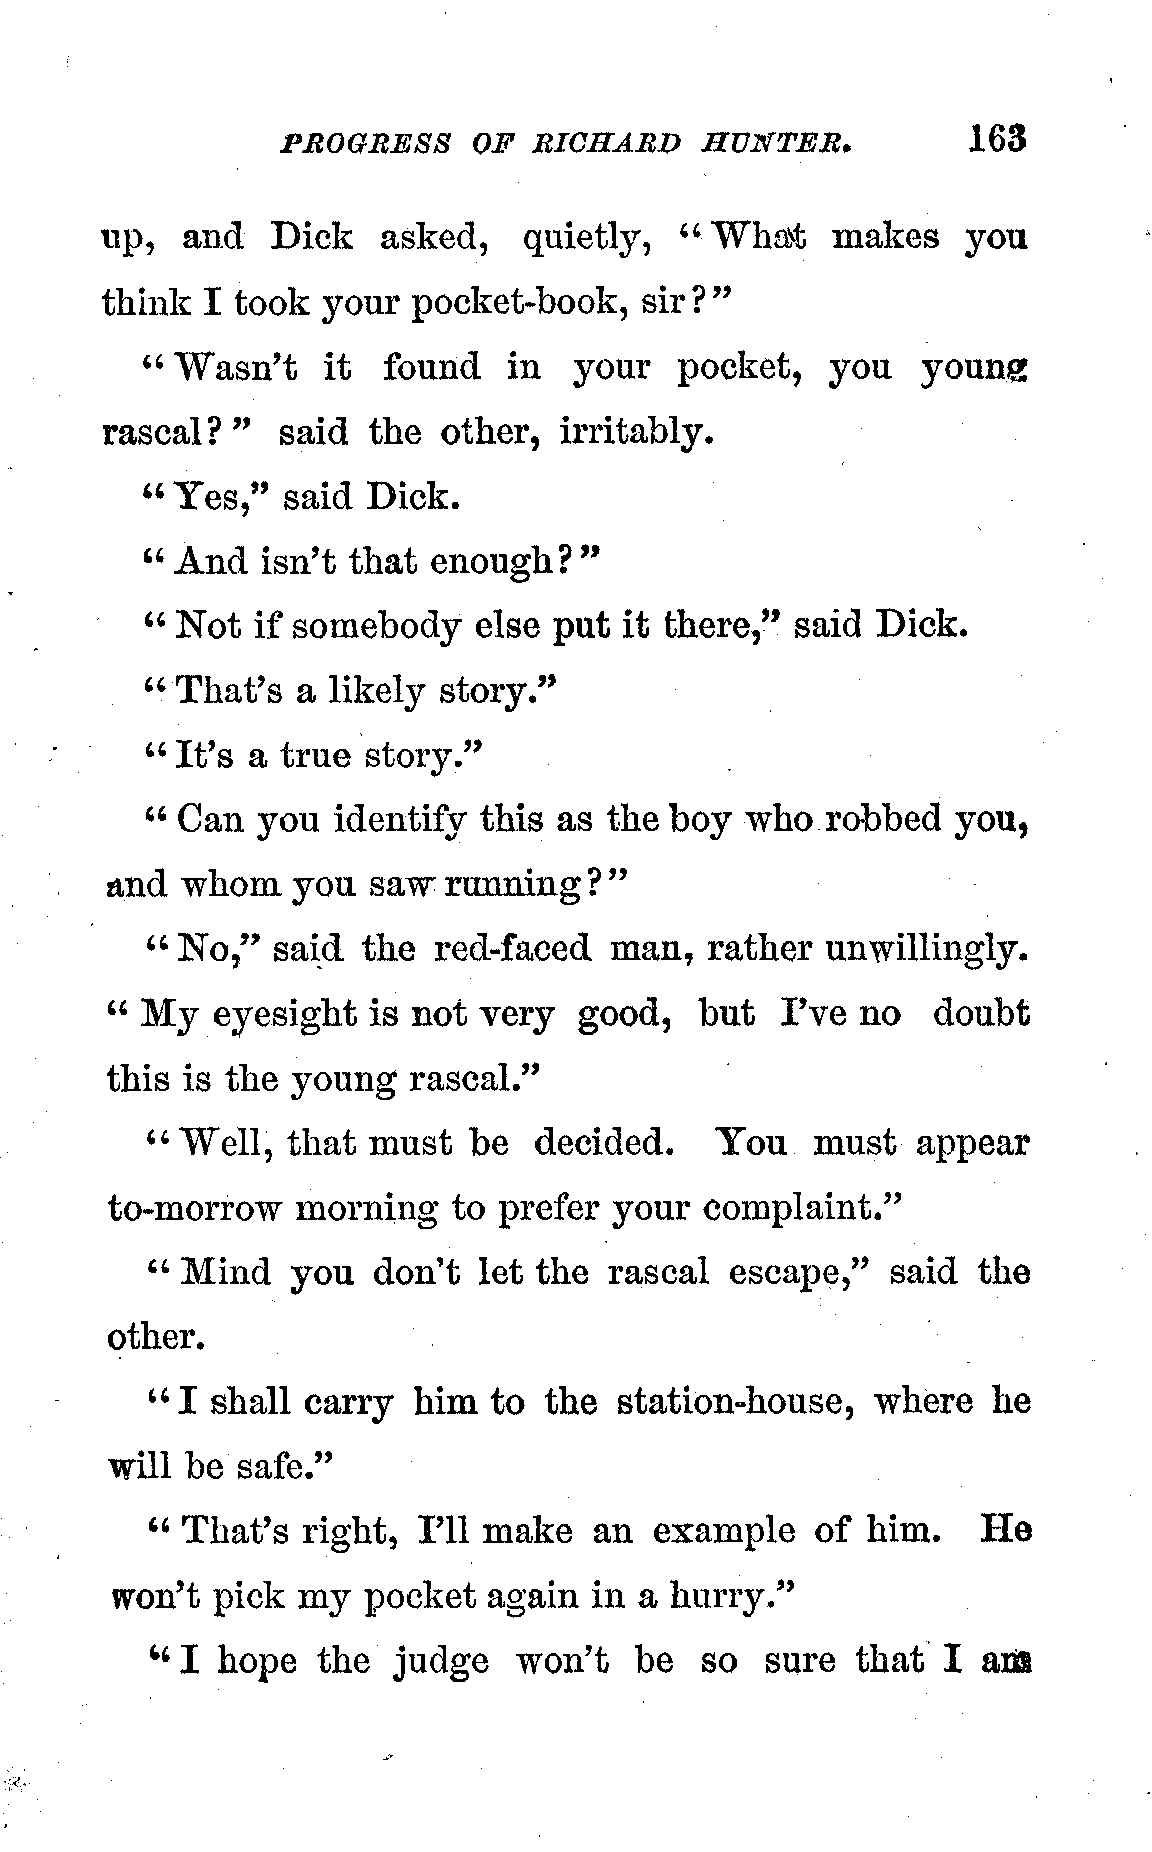 PROGRESS OF RICHARD HUNTER. 163
up, and Dick asked, quietly, “What makes you
think I took your pocket-book, sir?”
“Wasn’t it found in your pocket, you young
rascal?” said the other, irritably.
“Yes,” said Dick.
“And isn’t that enough?”
“Not if somebody else put it there,” said Dick.
“That’s a likely story.”
“It’s a true story.”
“Can you identify this as the boy who robbed you,
and whom you saw running?”
“No,” said the red-faced man, rather unwillingly.
“My eyesight is not very good, but I’ve no doubt
this is the young rascal.”
“Well, that must be decided. You must appear
to-morrow morning to prefer your complaint.”
“Mind you don’t let the rascal escape,” said the
other.
“I shall carry him to the station-house, where he
will be safe.”
“That’s right, I’ll make an example of him. He
won’t pick my pocket again in a hurry.”
“I hope the judge won’t be so sure that I am